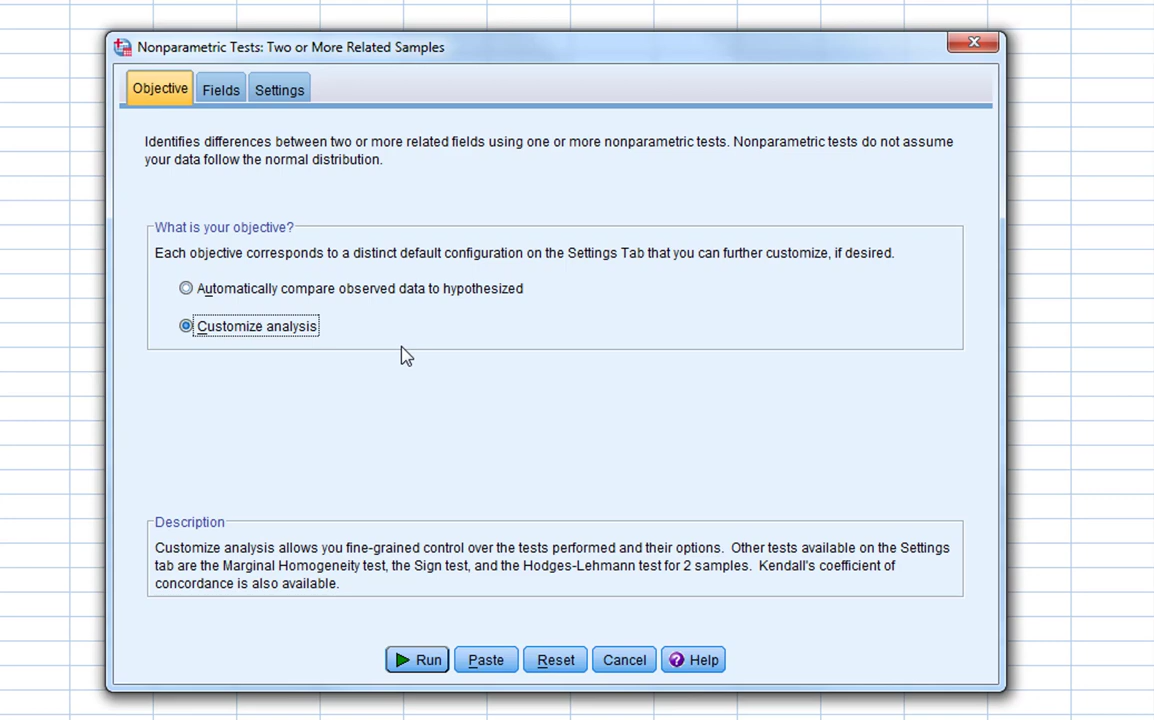 Nonparametric Tests: Two or More Related Samples
Objective Fields Settings
Identifies differences between two or more related fields using one or more nonparametric tests. Nonparametric tests do not assume
your data follow the normal distribution.
What is your objective?
Each objective corresponds to a distinct default configuration on the Settings Tab that you can further customize, if desired.
Automatically compare observed data to hypothesized
Customize analysis
Description
Customize analysis allows you fine-grained control over the tests performed and their options. Other tests available on the Settings
tab are the Marginal Homogeneity test, the Sign test, and the Hodges-Lehmann test for 2 samples. Kendall's coefficient of
concordance is also available.
Run Paste Reset Cancel Help